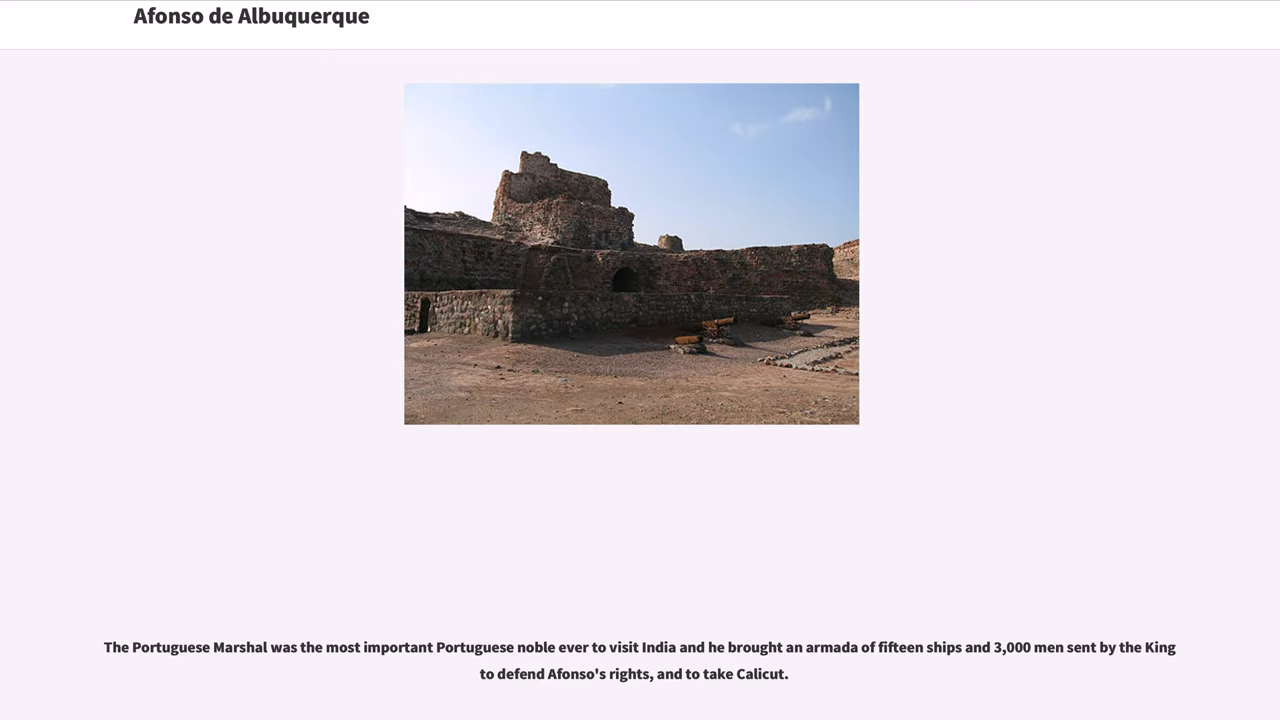 Afonso de Albuquerque
The Portuguese Marshal was the most important Portuguese noble ever to visit India and he brought an armada of fifteen ships and 3,000 men sent by the King
to defend Afonso's rights, and to take Calicut.